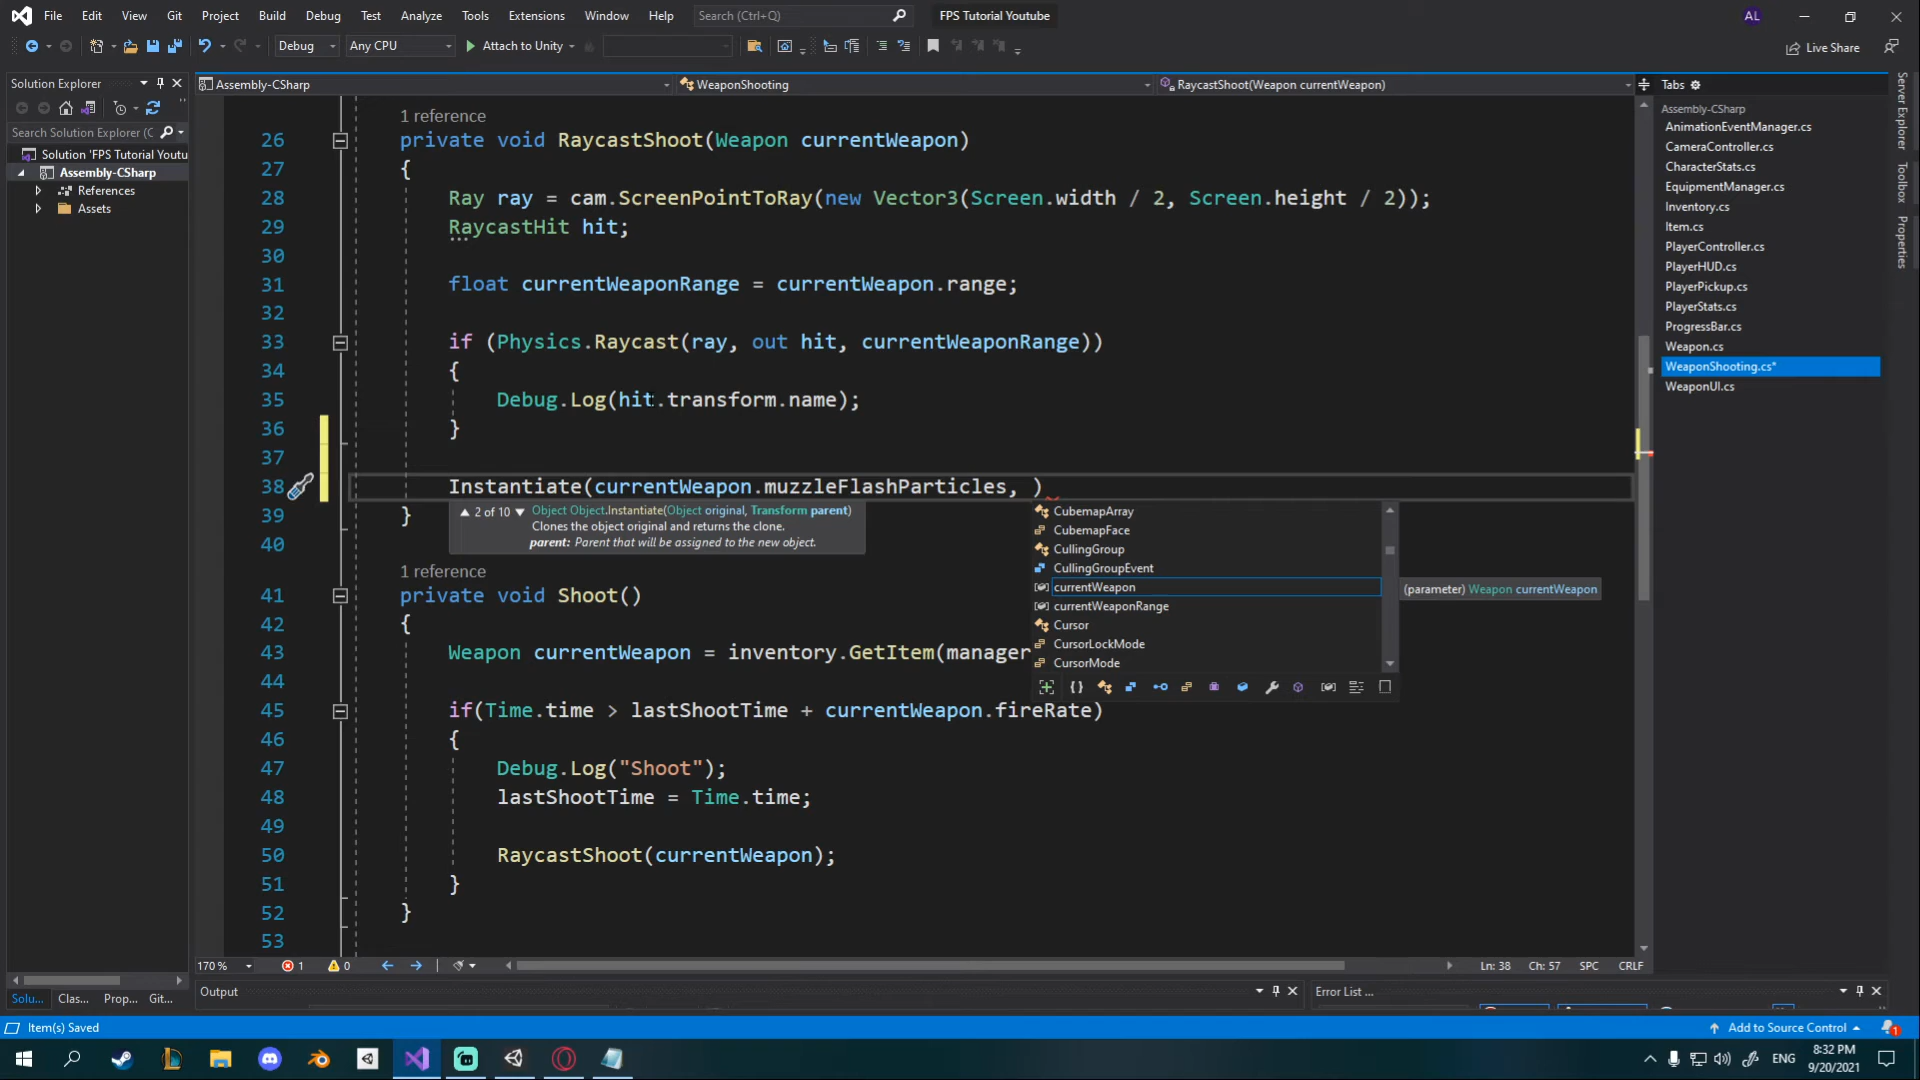 File Edit View Git Project Build Debug Test Analyze Tools Extensions Window Help Search (Ctrl+Q) FPS Tutorial Youtube AL
Debug Any CPU Attach to Unity Live Share
Solution Explorer
Search Solution Explorer (C
Solution 'FPS Tutorial Youtu
Assembly-CSharp
References
Assets
Assembly-CSharp WeaponShooting RaycastShoot(Weapon currentWeapon)
1 reference
26 private void RaycastShoot(Weapon currentWeapon)
27 {
28 Ray ray = cam.ScreenPointToRay(new Vector3(Screen.width / 2, Screen.height / 2));
29 RaycastHit hit;
30
31 float currentWeaponRange = currentWeapon.range;
32
33 if (Physics.Raycast(ray, out hit, currentWeaponRange))
34 {
35 Debug.Log(hit.transform.name);
36 }
37
38 Instantiate(currentWeapon.muzzleFlashParticles, )
39 }
40
2 of 10 Object Object.Instantiate(Object original, Transform parent)
Clones the object original and returns the clone.
parent: Parent that will be assigned to the new object.
CubemapArray
CubemapFace
CullingGroup
CullingGroupEvent
currentWeapon
currentWeaponRange
Cursor
CursorLockMode
CursorMode
(parameter) Weapon currentWeapon
1 reference
41 private void Shoot()
42 {
43 Weapon currentWeapon = inventory.GetItem(manager
44
45 if(Time.time > lastShootTime + currentWeapon.fireRate)
46 {
47 Debug.Log("Shoot");
48 lastShootTime = Time.time;
49
50 RaycastShoot(currentWeapon);
51 }
52 }
53
Tabs
Assembly-CSharp
AnimationEventManager.cs
CameraController.cs
CharacterStats.cs
EquipmentManager.cs
Inventory.cs
Item.cs
PlayerController.cs
PlayerHUD.cs
PlayerPickup.cs
PlayerStats.cs
ProgressBar.cs
Weapon.cs
WeaponShooting.cs*
WeaponUI.cs
Server Explorer
Toolbox
Properties
170 % 1 0 Ln: 38 Ch: 57 SPC CRLF
Solu... Clas... Prop... Git...
Output
Error List ...
Item(s) Saved Add to Source Control 1
ENG 8:32 PM
9/20/2021